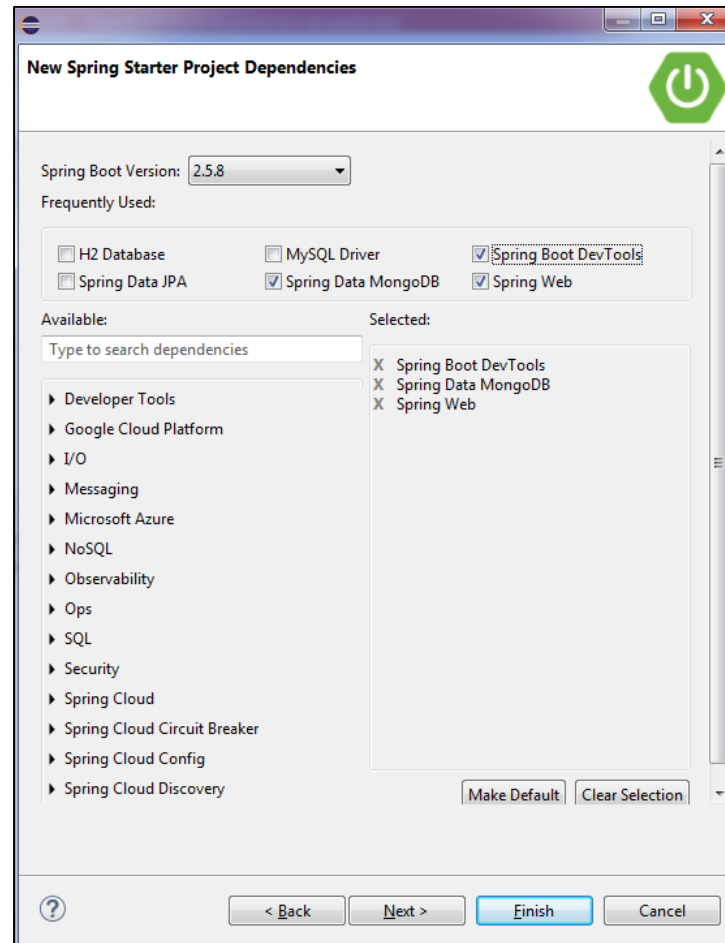 New Spring Starter Project Dependencies
Spring Boot Version: 2.5.8
Frequently Used:
H2 Database MySQL Driver Spring Boot DevTools
Spring Data JPA Spring Data MongoDB Spring Web
Available: Selected:
Type to search dependencies
X Spring Boot DevTools
X Spring Data MongoDB
X Spring Web
Developer Tools
Google Cloud Platform
I/O
Messaging
Microsoft Azure
NoSQL
Observability
Ops
SQL
Security
Spring Cloud
Spring Cloud Circuit Breaker
Spring Cloud Config
Spring Cloud Discovery
Make Default Clear Selection
? < Back Next > Finish Cancel